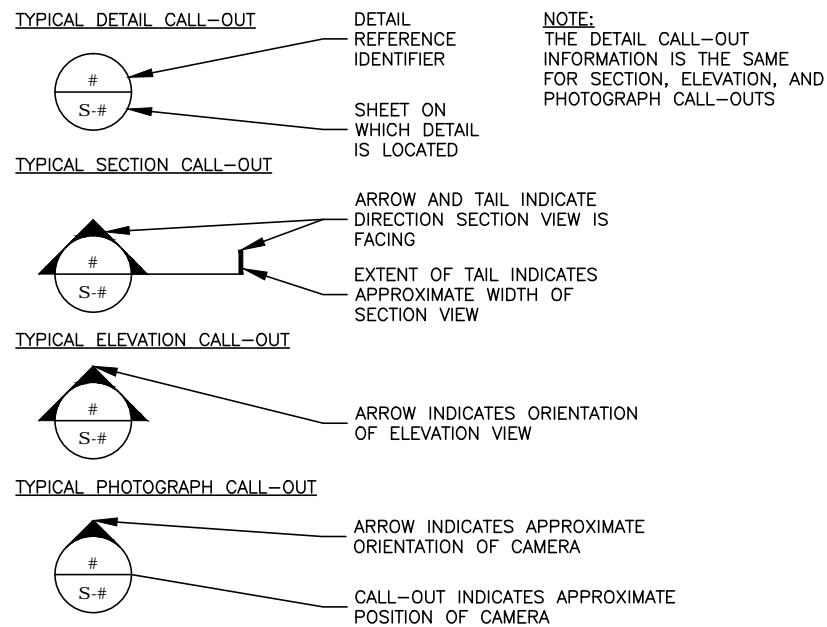 TYPICAL DETAIL CALL-OUT
#
S-#
DETAIL
REFERENCE
IDENTIFIER
SHEET ON
WHICH DETAIL
IS LOCATED
NOTE:
THE DETAIL CALL-OUT
INFORMATION IS THE SAME
FOR SECTION, ELEVATION, AND
PHOTOGRAPH CALL-OUTS
TYPICAL SECTION CALL-OUT
#
S-#
ARROW AND TAIL INDICATE
DIRECTION SECTION VIEW IS
FACING
EXTENT OF TAIL INDICATES
APPROXIMATE WIDTH OF
SECTION VIEW
TYPICAL ELEVATION CALL-OUT
#
S-#
ARROW INDICATES ORIENTATION
OF ELEVATION VIEW
TYPICAL PHOTOGRAPH CALL-OUT
#
S-#
ARROW INDICATES APPROXIMATE
ORIENTATION OF CAMERA
CALL-OUT INDICATES APPROXIMATE
POSITION OF CAMERA